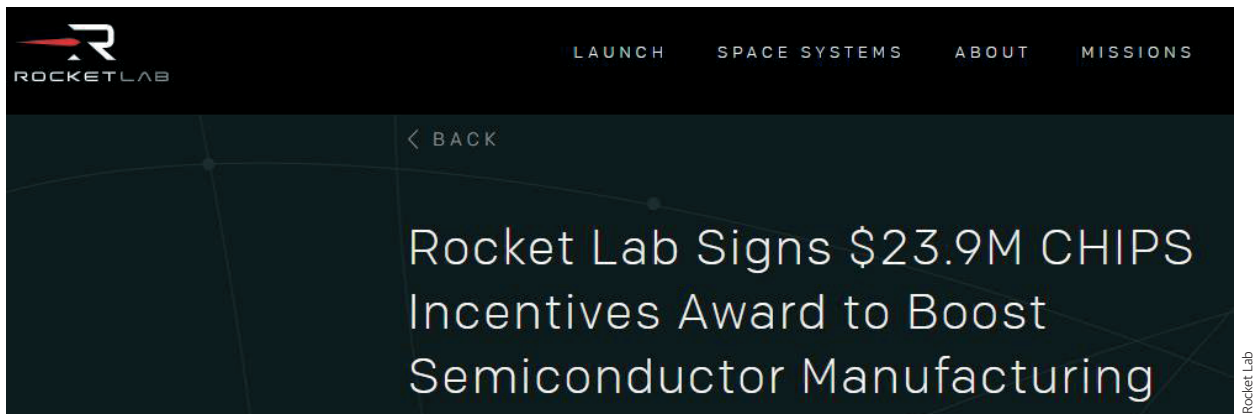 ROCKETLAB
LAUNCH SPACE SYSTEMS ABOUT MISSIONS
< BACK
Rocket Lab Signs $23.9M CHIPS
Incentives Award to Boost
Semiconductor Manufacturing
Rocket Lab